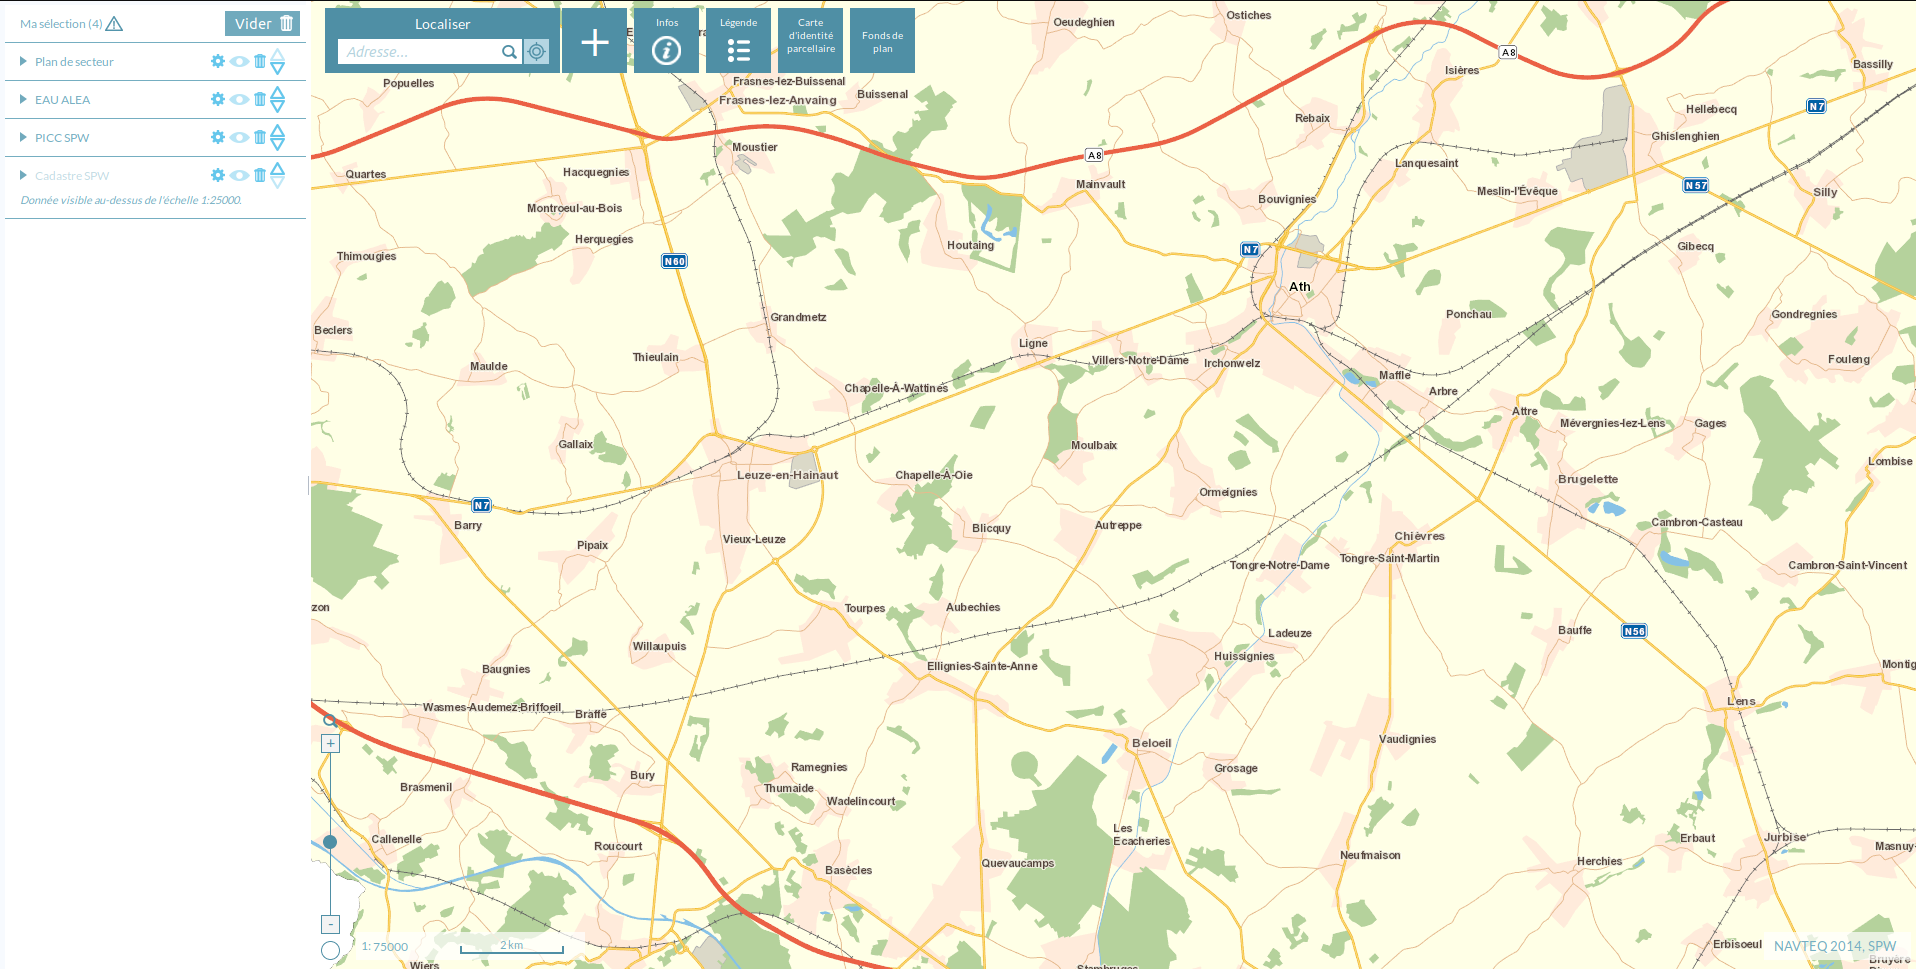 Ma sélection (4)
Vider
Plan de secteur
EAU ALEA
PICC SPW
Cadastre SPW
Donnée visible au-dessus de l'échelle 1:25000.
Localiser
Adresse...
Infos
Légende
Carte
d'identité
parcellaire
Fonds de
plan
Oeudeghien
Ostiches
A8
Bassilly
Isières
Popuelles
Frasnes-lez-Buissenal
Frasnes-lez-Anvaing
Buissenal
N7
Hellebecq
Rebaix
Ghislenghien
Moustier
A8
Lanquesaint
Quartes
Hacquegnies
Mainvault
N57
Meslin-l'Évêque
Silly
Bouvignies
Montroeul-au-Bois
Herquegies
Houtaing
N7
Gibecq
Thimougies
N60
Ath
Grandmetz
Ponchau
Gondregnies
Beclers
Ligne
Thieulain
Villers-Notre-Dâme
Irchonwelz
Fouleng
Maulde
Maffle
Chapelle-À-Wattines
Arbre
Attre
Mévergnies-lez-Lens
Gages
Gallaix
Moulbaix
Lombise
Leuze-en-Hainaut
Chapelle-À-Oie
Brugelette
Ormeignies
N7
Barry
Blicquy
Autreppe
Cambron-Casteau
Chièvres
Vieux-Leuze
Pipaix
Tongre-Notre-Dame
Tongre-Saint-Martin
Cambron-Saint-Vincent
zon
Tourpes
Aubechies
Bauffe
N56
Ladeuze
Willaupuis
Huissignies
Baugnies
Ellignies-Sainte-Anne
Montig
Lens
Wasmes-Audemez-Briffoeil
Braffe
Beloeil
Vaudignies
+
Ramegnies
Grosage
Bury
Brasmenil
Thumaide
Wadelincourt
Les
Ecacheries
Callenelle
Roucourt
Erbaut
Jurbise
Masnuy-
Neufmaison
Quevaucamps
Herchies
Basècles
-
1:75000
2 km
Erbisoeul
NAVTEQ 2014, SPW
Wiers
Stambruges
Bruyère